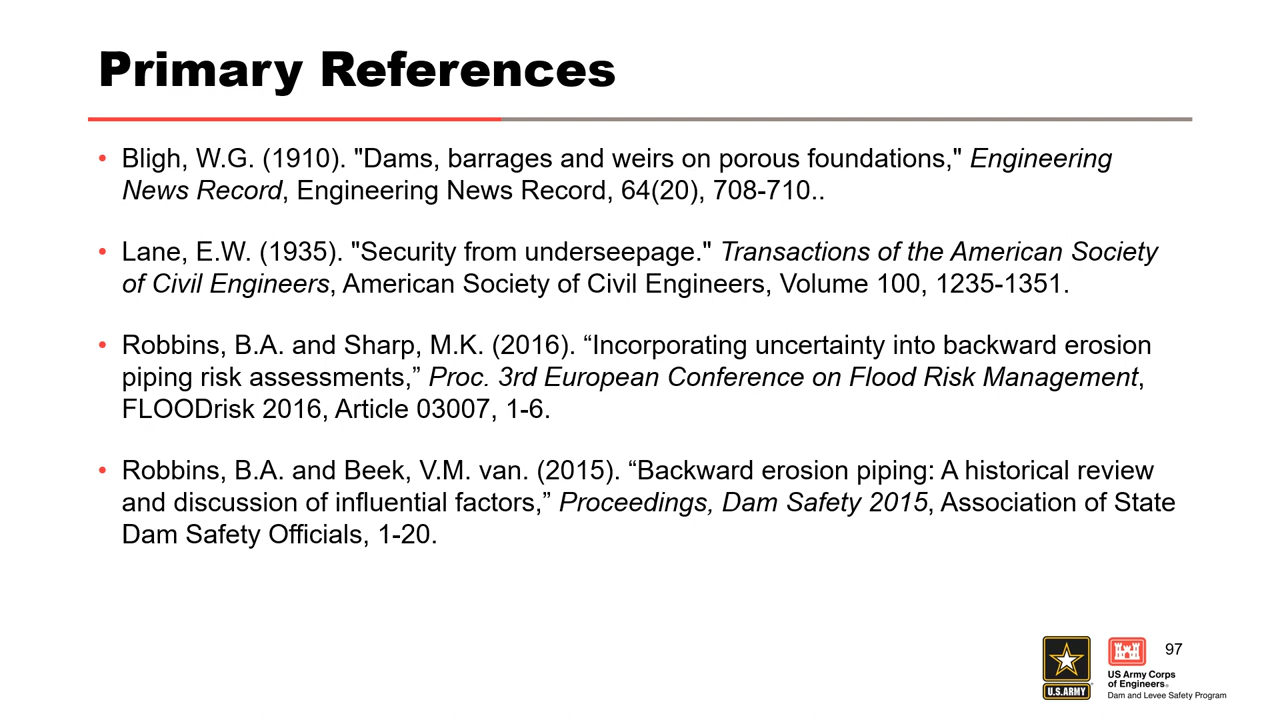 Primary References
• Bligh, W.G. (1910). "Dams, barrages and weirs on porous foundations," Engineering
News Record, Engineering News Record, 64(20), 708-710..
• Lane, E.W. (1935). "Security from underseepage." Transactions of the American Society
of Civil Engineers, American Society of Civil Engineers, Volume 100, 1235-1351.
• Robbins, B.A. and Sharp, M.K. (2016). “Incorporating uncertainty into backward erosion
piping risk assessments,” Proc. 3rd European Conference on Flood Risk Management,
FLOODrisk 2016, Article 03007, 1-6.
• Robbins, B.A. and Beek, V.M. van. (2015). “Backward erosion piping: A historical review
and discussion of influential factors,” Proceedings, Dam Safety 2015, Association of State
Dam Safety Officials, 1-20.
97
U.S.ARMY
US Army Corps
of Engineers®
Dam and Levee Safety Program